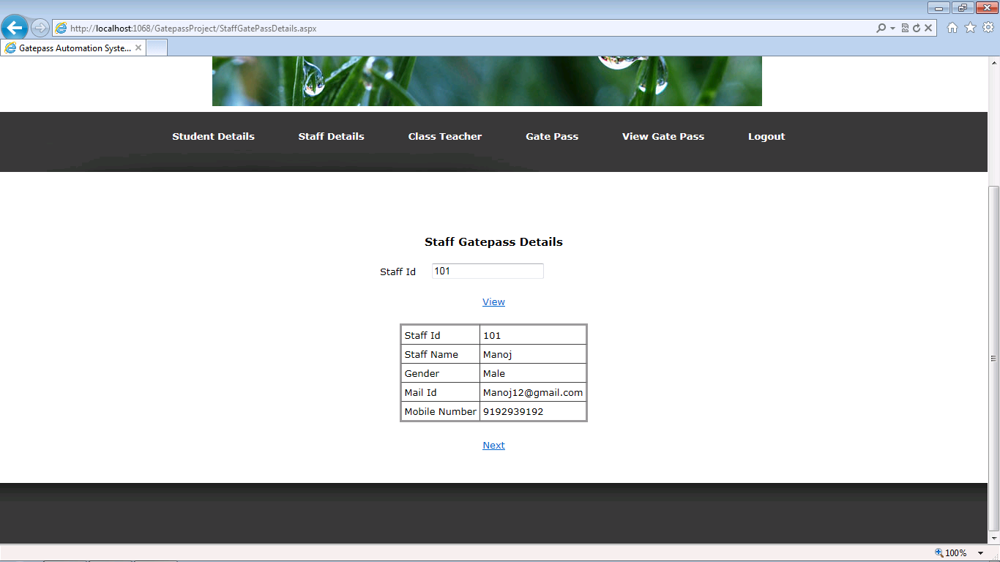 http://localhost:1068/GatepassProject/StaffGatePassDetails.aspx
Gatepass Automation Syste...
Student Details Staff Details Class Teacher Gate Pass View Gate Pass Logout
Staff Gatepass Details
Staff Id 101
View
Staff Id 101
Staff Name Manoj
Gender Male
Mail Id Manoj12@gmail.com
Mobile Number 9192939192
Next
100%